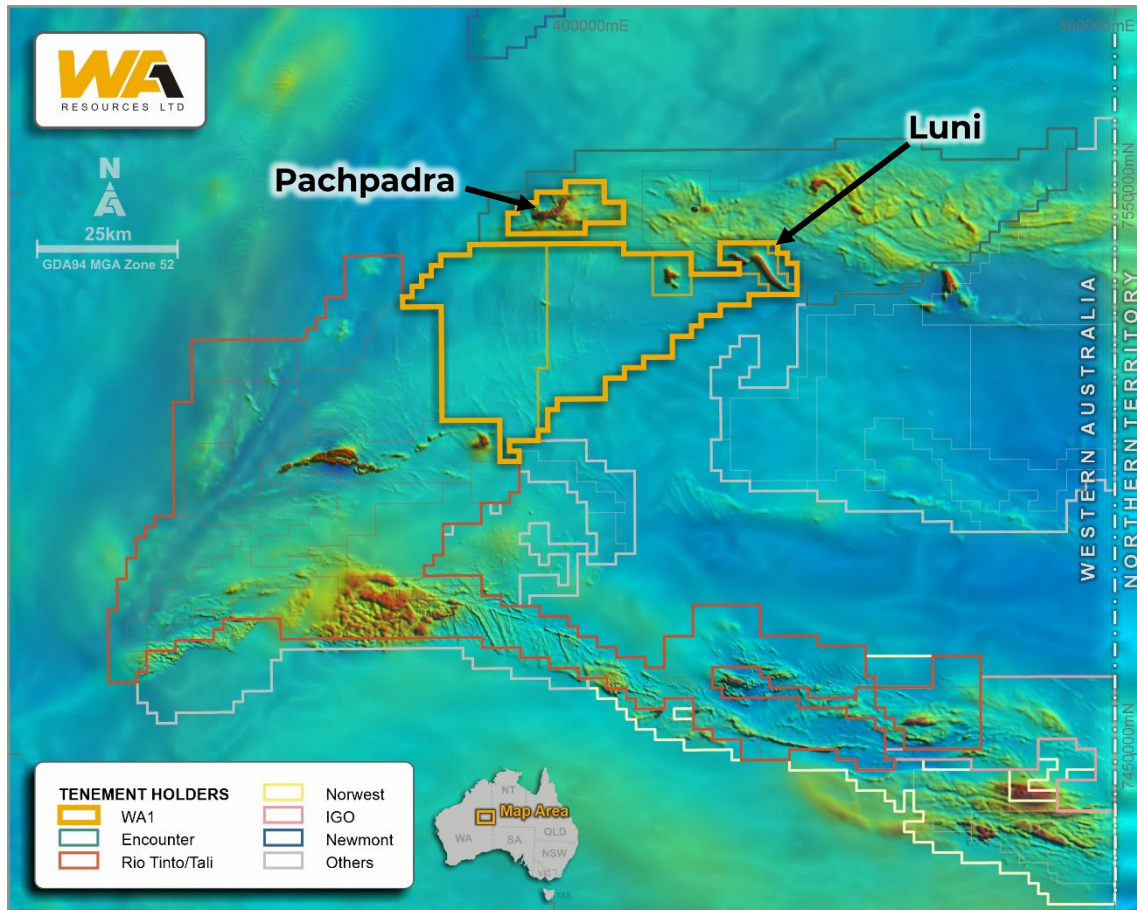 400000mE
500000mE
WA1
RESOURCES LTD
Luni
Pachpadra
N
25km
GDA94 MGA Zone 52
7550000mN
WESTERN AUSTRALIA
NORTHERN TERRITORY
7450000mN
TENEMENT HOLDERS
WA1
Encounter
Rio Tinto/Tali
Norwest
IGO
Newmont
Others
NT
Map Area
WA
SA
QLD
NSW
VIC
TAS